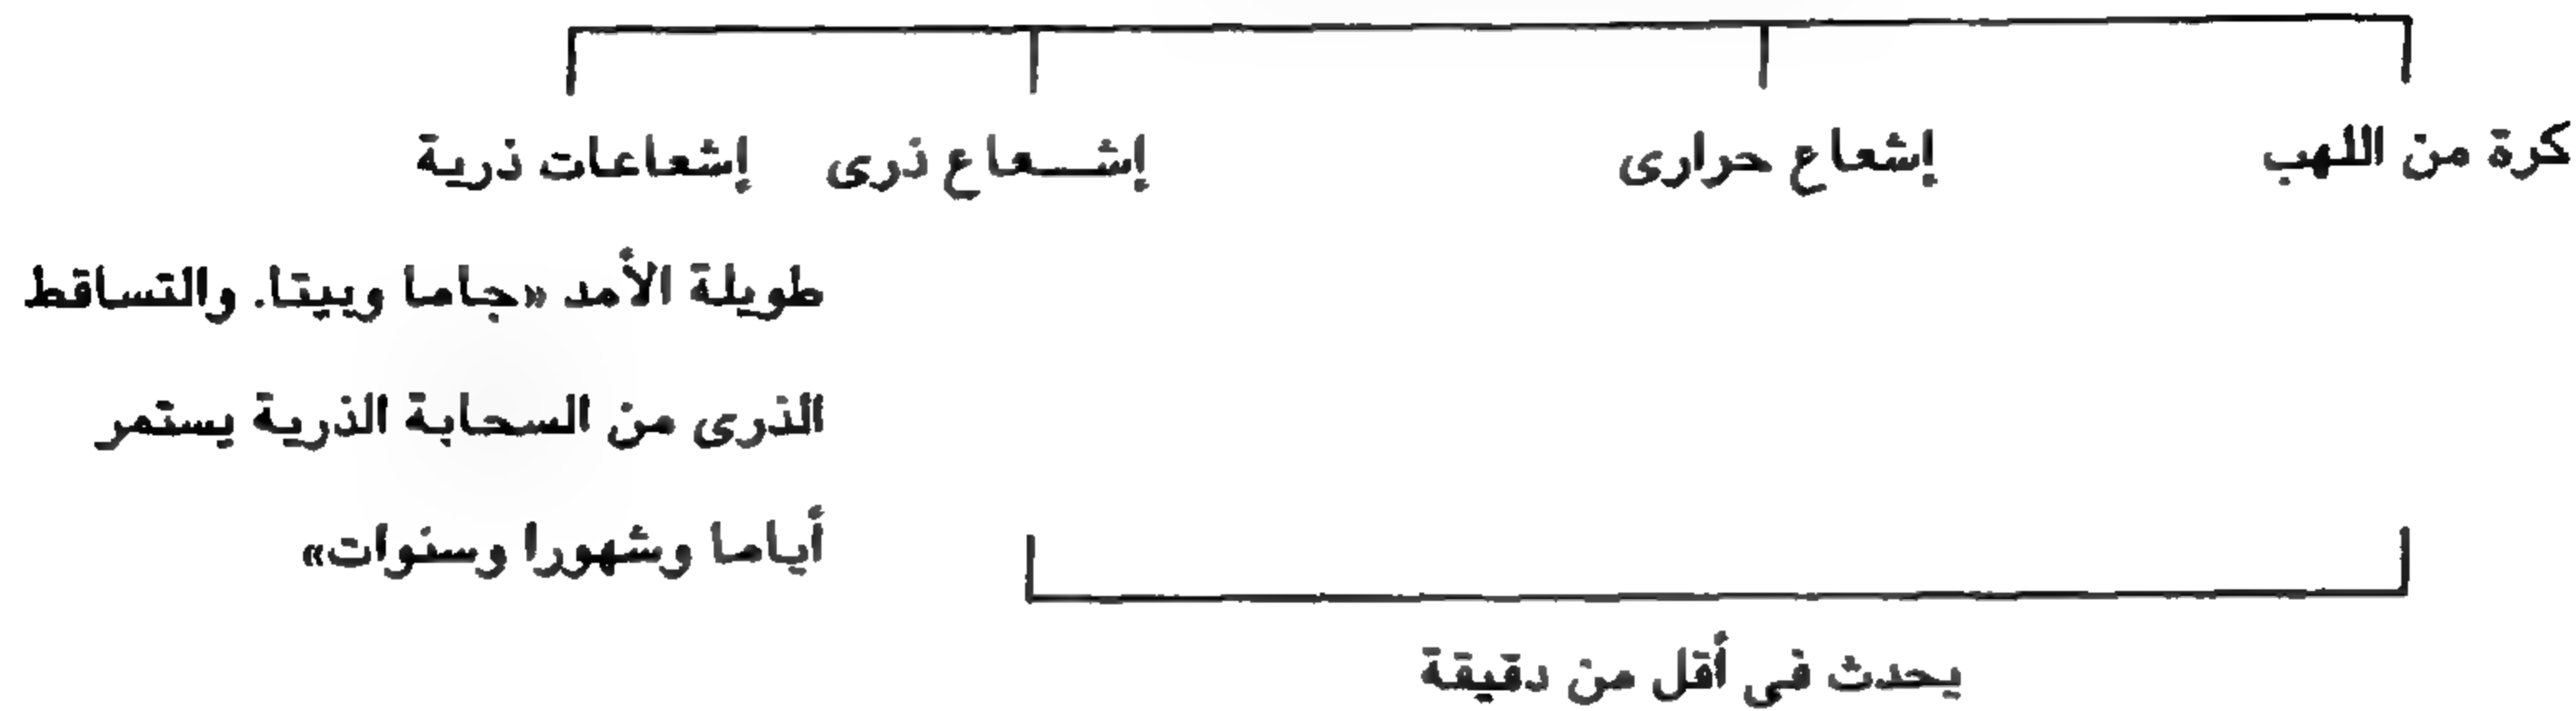 كرة من اللهب
إشعاع حرارى
إشعاع ذرى
إشعاعات ذرية
طويلة الأمد «جاما وبيتا. والتساقط
الذرى من السحابة الذرية يستمر
أياما وشهورا وسنوات»
يحدث فى أقل من دقيقة